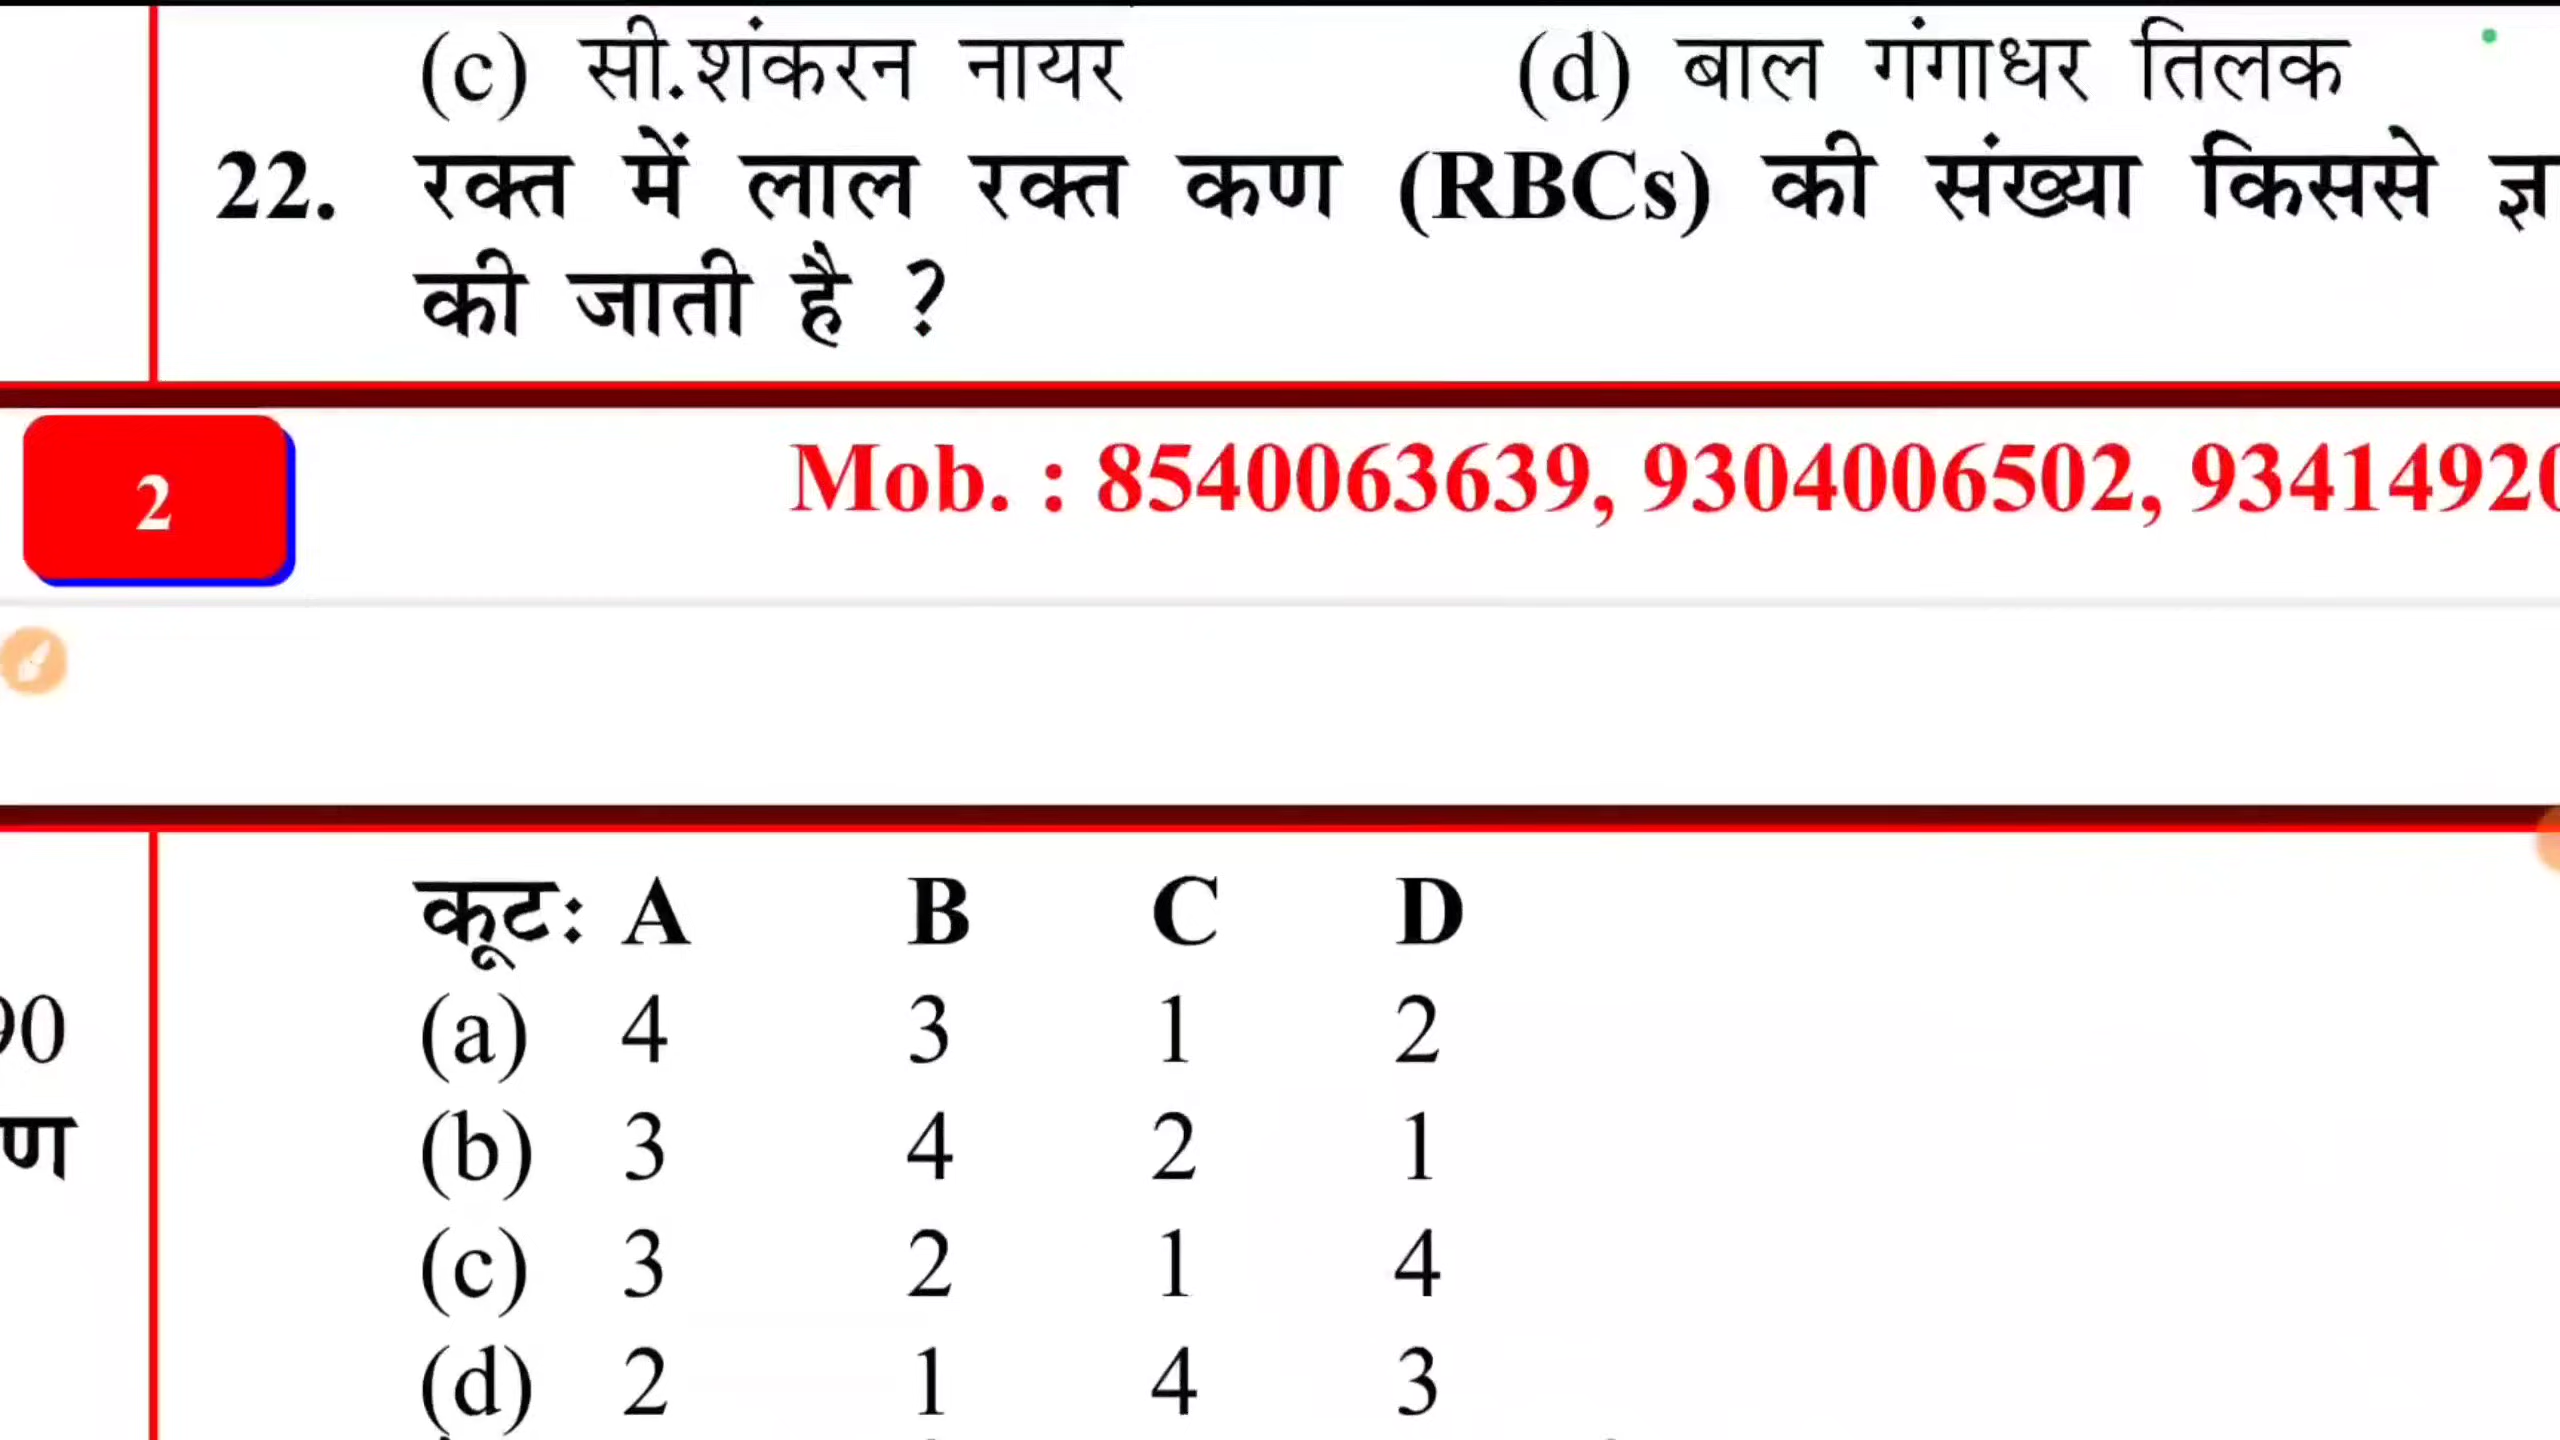 (c) सी.शंकरन नायर (d) बाल गंगाधर तिलक
22. रक्त में लाल रक्त कण (RBCs) की संख्या किससे
की जाती है ?
2 Mob. : 8540063639, 9304006502, 9341492
कूटः A B C D
(a) 4 3 1 2
(b) 3 4 2 1
(c) 3 2 1 4
(d) 2 1 4 3